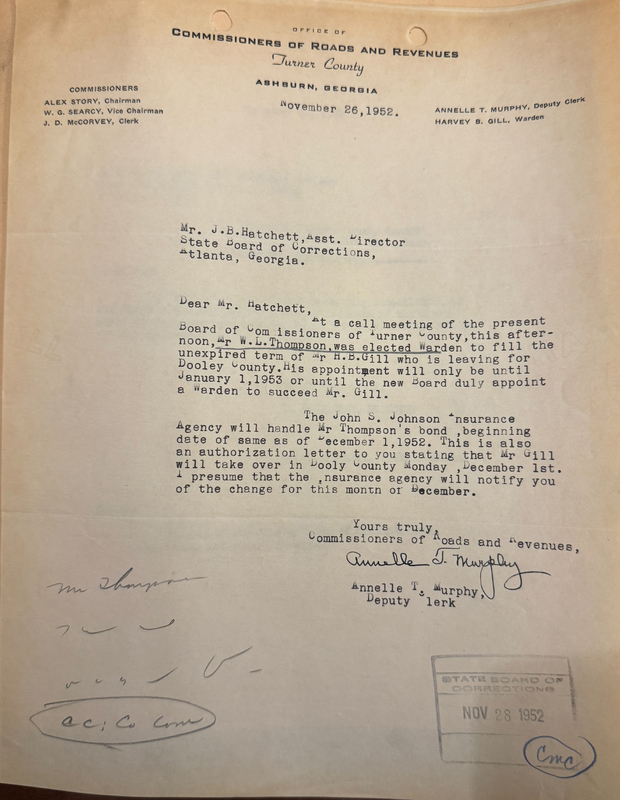 OFFICE OF
COMMISSIONERS OF ROADS AND REVENUES
Turner County
ASHBURN, GEORGIA
COMMISSIONERS
ALEX STORY, Chairman
W. G. SEARCY, Vice Chairman
J. D. McCORVEY, Clerk
ANNELLE T. MURPHY, Deputy Clerk
HARVEY B. GILL, Warden
November 26,1952.
Mr. J.B.Hatchett,Asst. Director
State Board of Corrections,
Atlanta, Georgia.
Dear Mr. Hatchett,
At a call meeting of the present
Board of Com issioners of Turner County,this after-
noon,Mr W.L.Thompson,was elected Warden to fill the
unexpired term of Mr H.B.Gill who is leaving for
Dooley County.His appointment will only be until
January 1,1953 or until the new Board duly appoint
a Warden to succeed Mr. Gill.
The John S. Johnson Insurance
Agency will handle Mr Thompson's bond ,beginning
date of same as of December 1,1952. This is also
an authorization letter to you stating that Mr Gill
will take over in Dooly County Monday ,December 1st.
I presume that the Insurance agency will notify you
of the change for this month of December.
Yours truly,
Commissioners of Roads and Revenues,
Annelle T. Murphy
Annelle T. Murphy,
Deputy Clerk
Mr Thompson
CC: Co Com
STATE BOARD OF
CORRECTIONS
NOV 28 1952
CMC